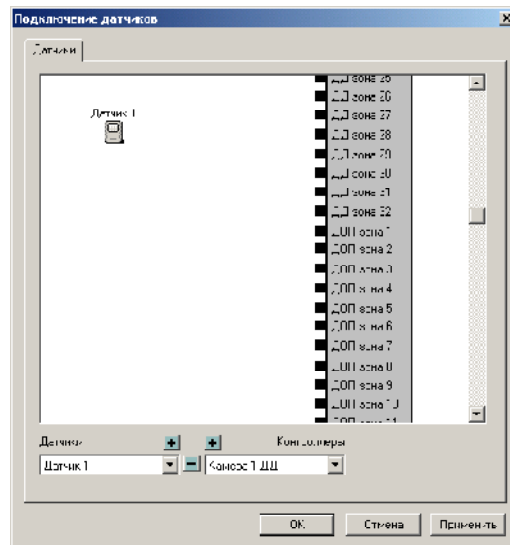 Подключение датчиков
Датчики
Датчик 1
ДД зона 25
ДД зона 26
ДД зона 27
ДД зона 28
ДД зона 29
ДД зона 30
ДД зона 31
ДД зона 32
ДОП зона 1
ДОП зона 2
ДОП зона 3
ДОП зона 4
ДОП зона 5
ДОП зона 6
ДОП зона 7
ДОП зона 8
ДОП зона 9
ДОП зона 10
ДОП зона 11
Датчики
Контроллеры
Датчик 1
Камера 1 ДД
OK
Отмена
Применить